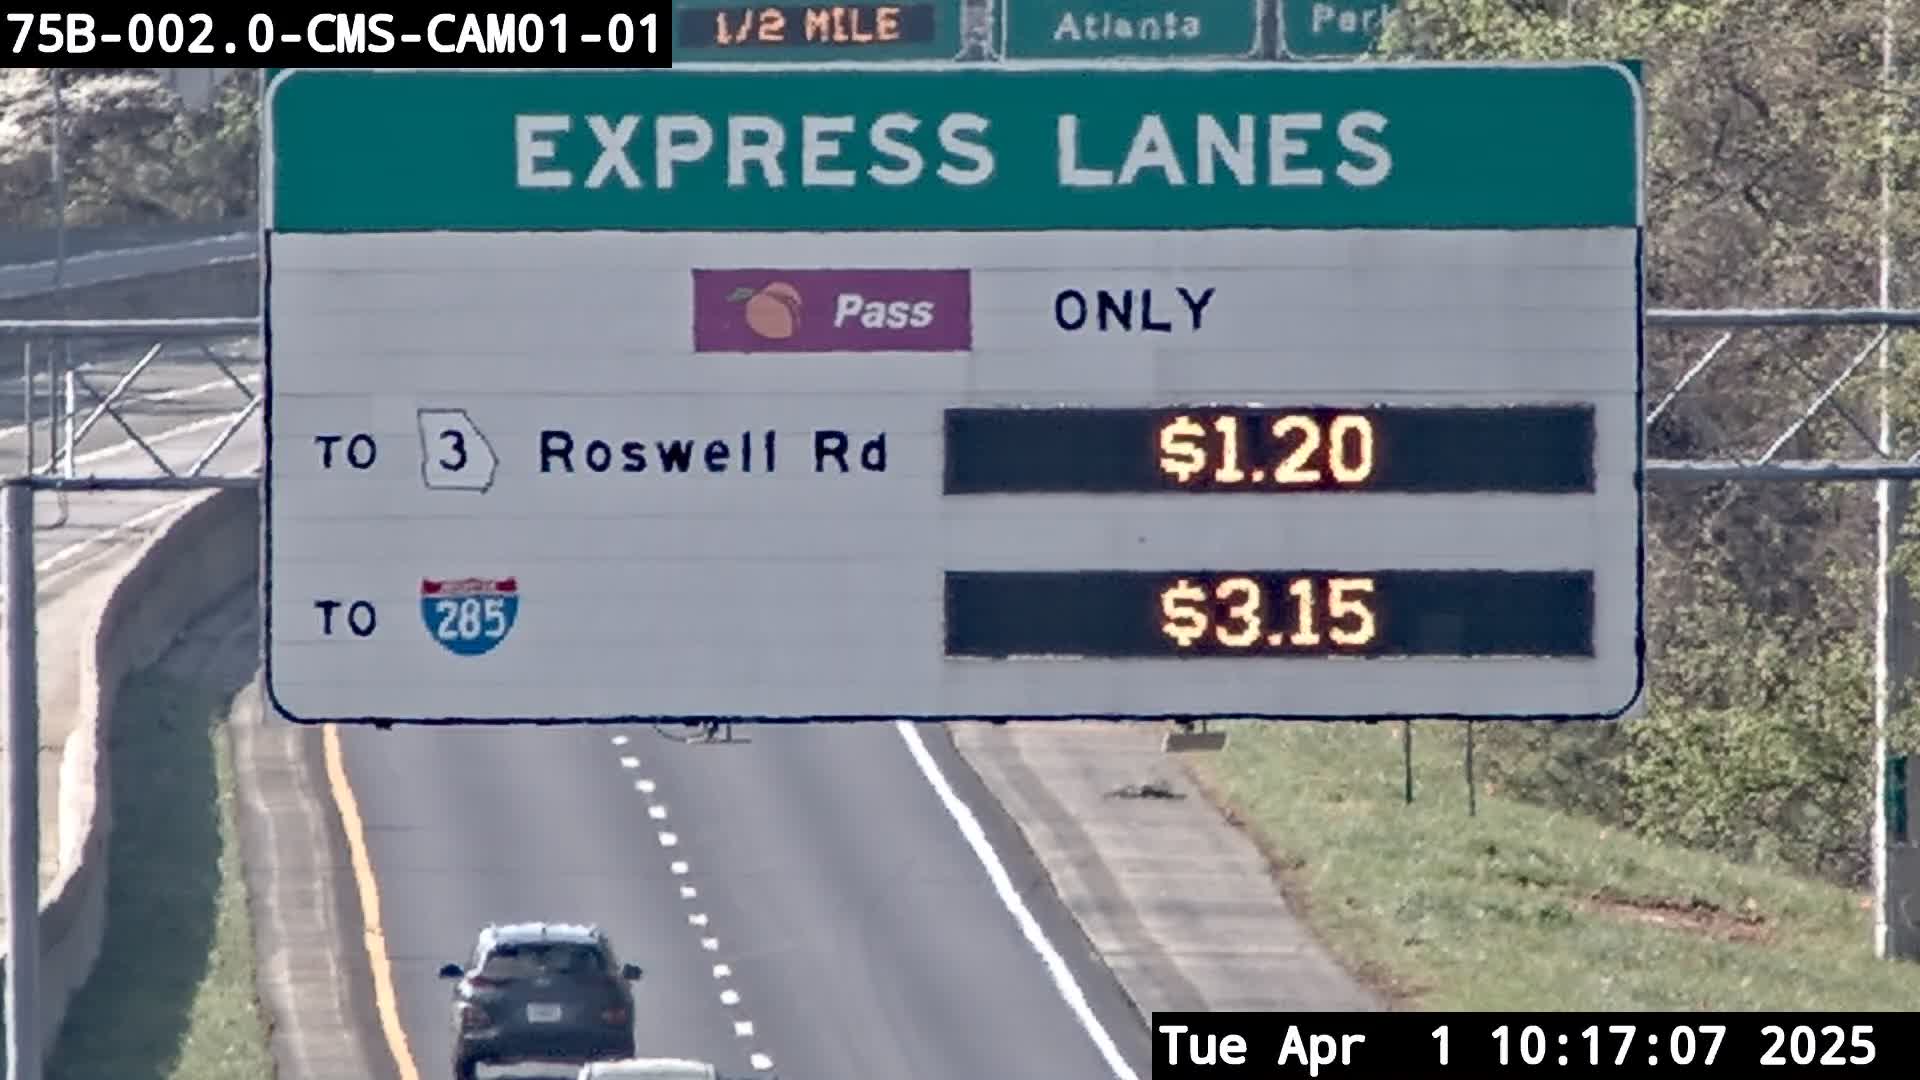 75B-002.0-CMS-CAM01-01
1/2 MILE
Atlanta
EXPRESS LANES
Pass ONLY
TO 3 Roswell Rd $1.20
TO 285 $3.15
Tue Apr 1 10:17:07 2025